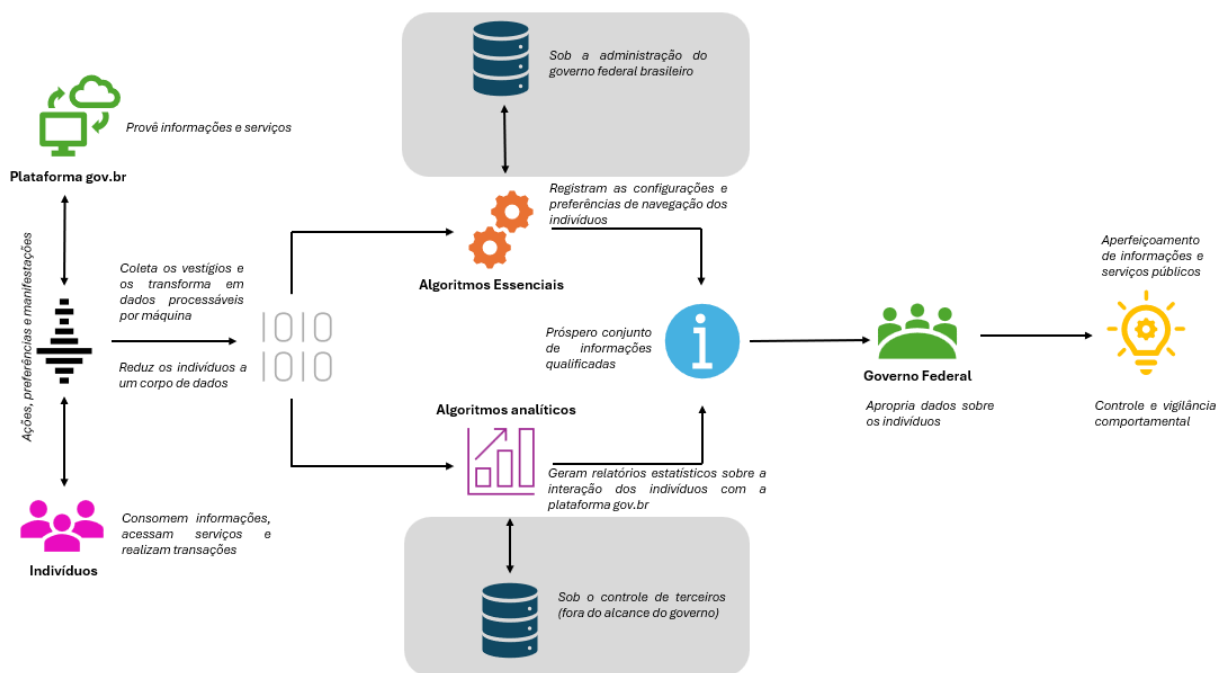 Sob a administração do
governo federal brasileiro
Provê informações e serviços
Plataforma gov.br
Ações, preferências e manifestações
Coleta os vestígios e
os transforma em
dados processáveis
por máquina
Reduz os indivíduos a
um corpo de dados
1010
1010
Registram as configurações e
preferências de navegação dos
indivíduos
Algoritmos Essenciais
Próspero conjunto
de informações
qualificadas
i
Governo Federal
Apropria dados sobre
os indivíduos
Aperfeiçoamento
de informações e
serviços públicos
Controle e vigilância
comportamental
Algoritmos analíticos
Geram relatórios estatísticos sobre a
interação dos indivíduos com a
plataforma gov.br
Consomem informações,
acessam serviços e
realizam transações
Indivíduos
Sob o controle de terceiros
(fora do alcance do governo)